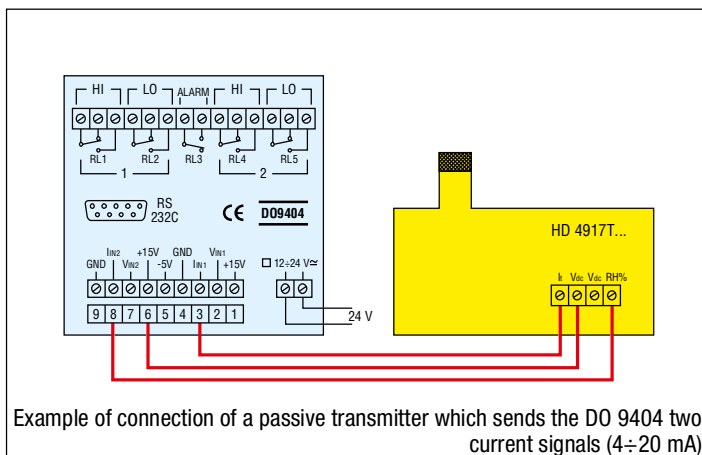 HI LO ALARM HI LO
RL1 RL2 RL3 RL4 RL5
1 2
RS
232C
CE DO9404
HD 4917T...
IIN2 +15V GND VIN1
GND VIN2 -5V IIN1 +15V
12÷24 V≃
It Vdc Vdc RH%
9 8 7 6 5 4 3 2 1
24 V
Example of connection of a passive transmitter which sends the DO 9404 two
current signals (4÷20 mA)